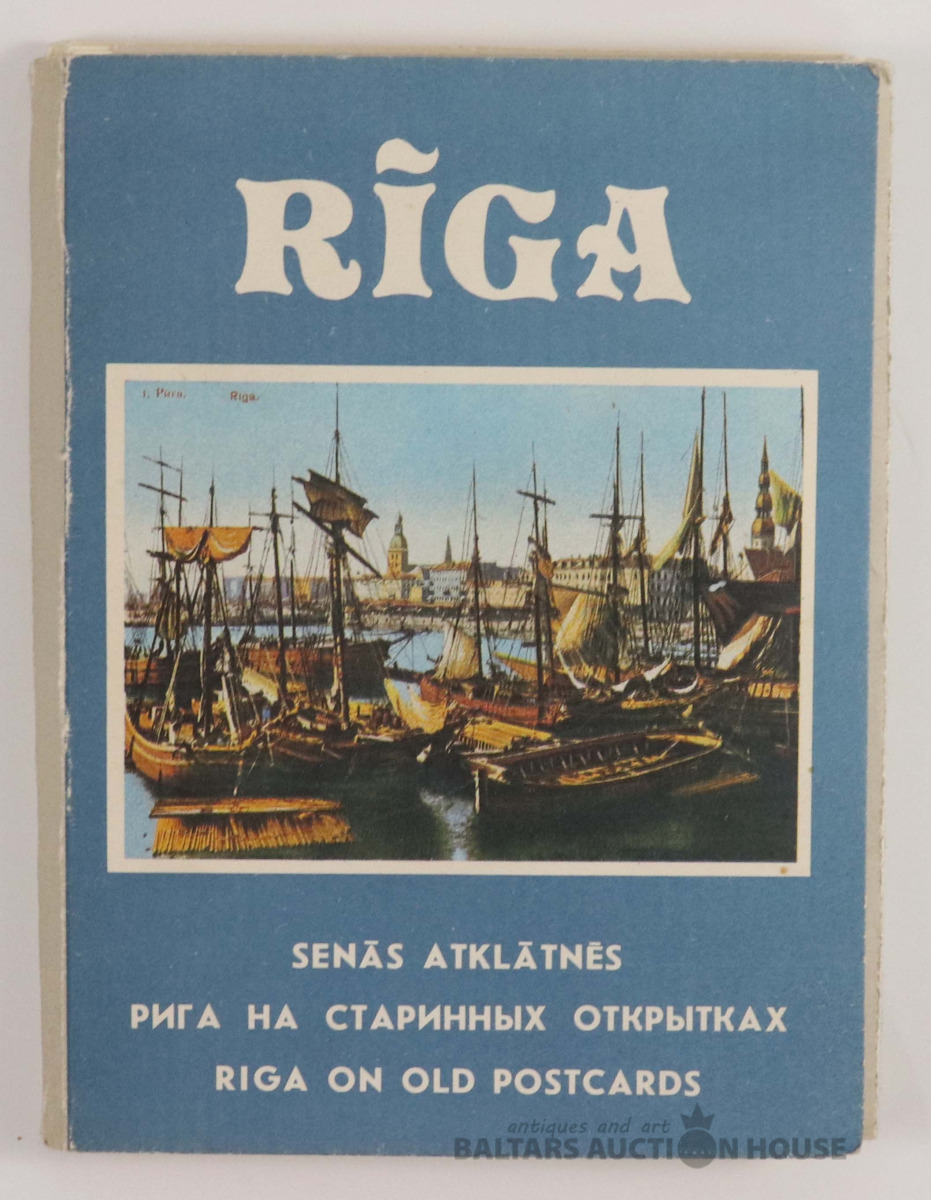 RĪGA
1. Рига. Riga.
SENĀS ATKLĀTNĒS
РИГА НА СТАРИННЫХ ОТКРЫТКАХ
RIGA ON OLD POSTCARDS
antiques and art
BALTARS AUCTION HOUSE